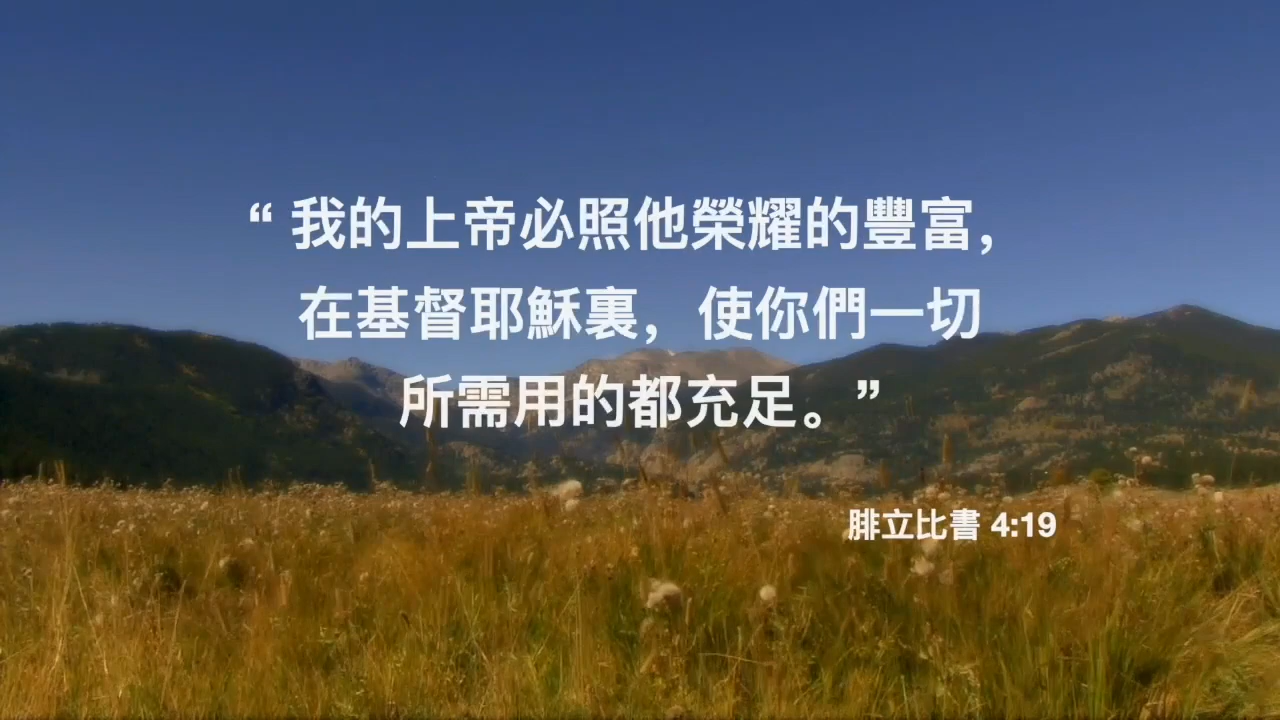 “ 我的上帝必照他榮耀的豐富，
在基督耶穌裏，使你們一切
所需用的都充足。”
腓立比書 4:19